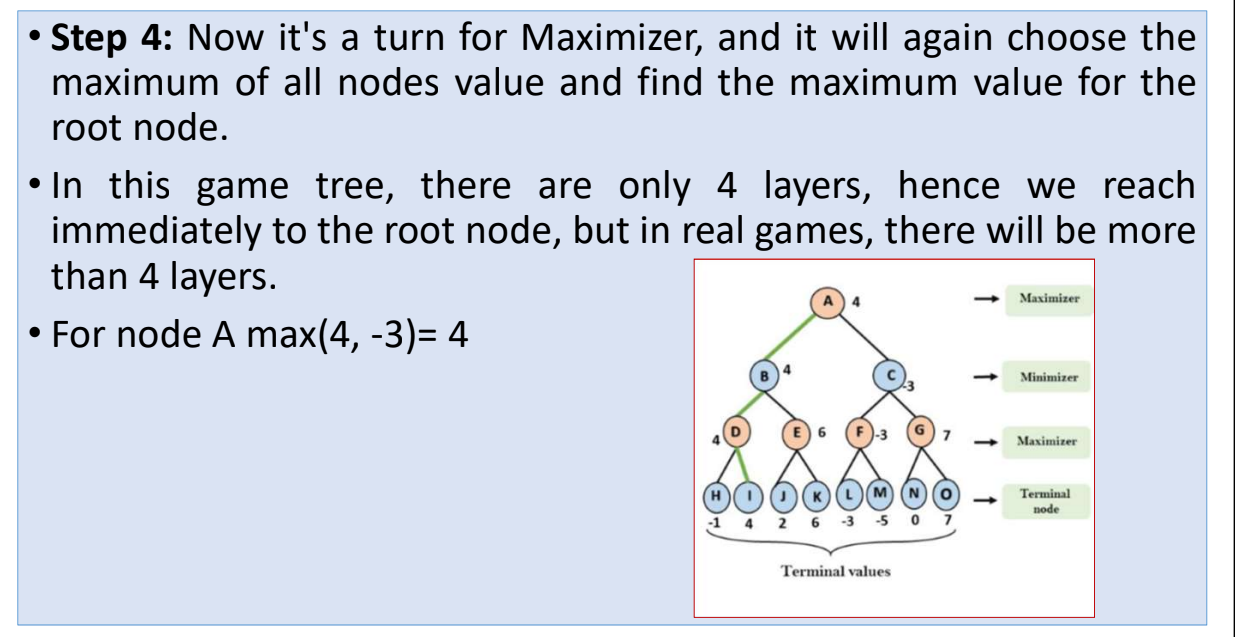 • Step 4: Now it's a turn for Maximizer, and it will again choose the
maximum of all nodes value and find the maximum value for the
root node.
• In this game tree, there are only 4 layers, hence we reach
immediately to the root node, but in real games, there will be more
than 4 layers.
• For node A max(4, -3)= 4
A 4 Maximizer
B 4 C -3 Minimizer
4 D E 6 F -3 G 7 Maximizer
H I J K L M N O Terminal
node
-1 4 2 6 -3 -5 0 7
Terminal values